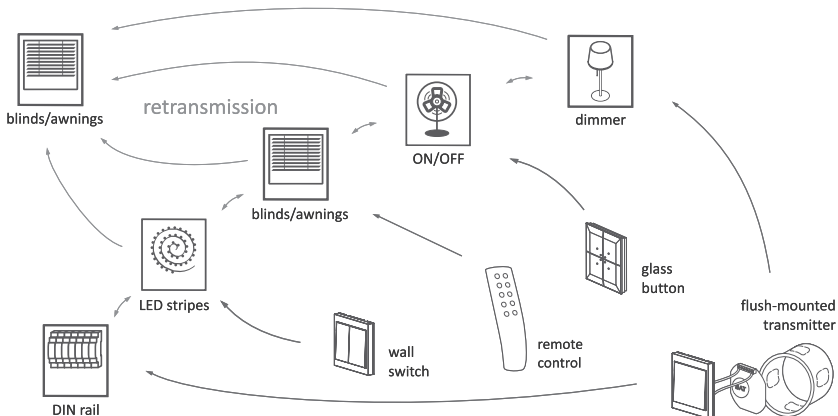 blinds/awnings
retransmission
dimmer
ON/OFF
blinds/awnings
glass
button
LED stripes
flush-mounted
transmitter
wall
switch
remote
control
DIN rail
BAT